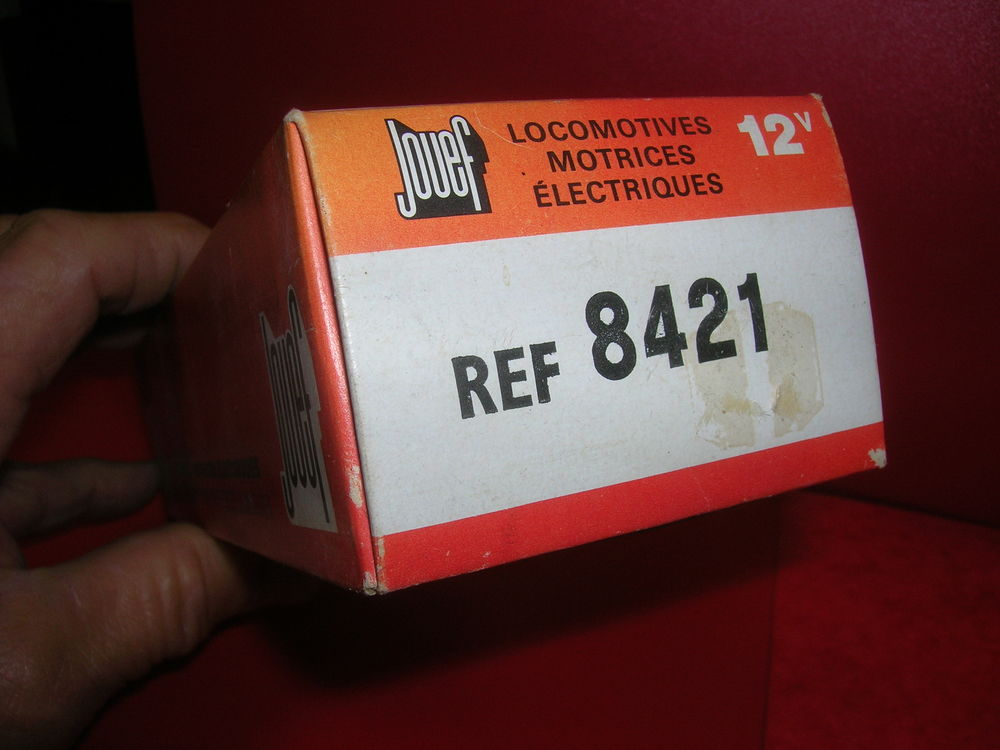 Jouef
LOCOMOTIVES
MOTRICES
ÉLECTRIQUES
12V
REF 8421
Jouef